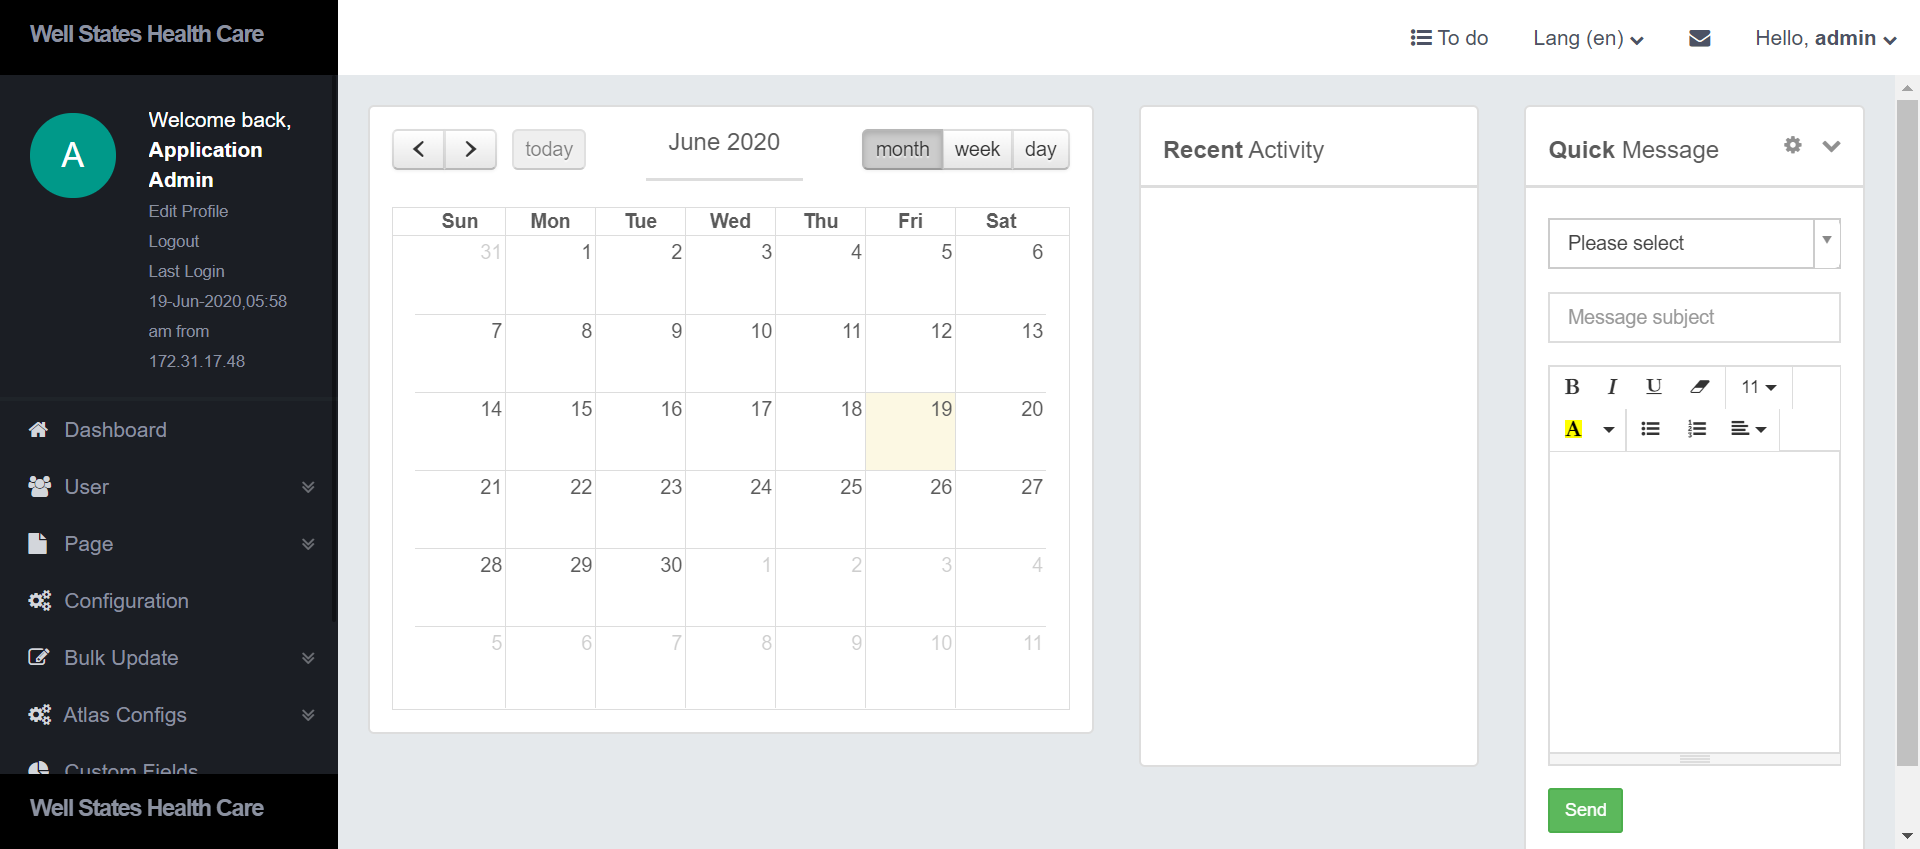 Well States Health Care
To do
Lang (en)
Hello, admin
A
Welcome back,
Application
Admin
Edit Profile
Logout
Last Login
19-Jun-2020,05:58
am from
172.31.17.48
Dashboard
User
Page
Configuration
Bulk Update
Atlas Configs
Custom Fields
Well States Health Care
today
June 2020
month week day
Sun Mon Tue Wed Thu Fri Sat
31 1 2 3 4 5 6
7 8 9 10 11 12 13
14 15 16 17 18 19 20
21 22 23 24 25 26 27
28 29 30 1 2 3 4
5 6 7 8 9 10 11
Recent Activity
Quick Message
Please select
Message subject
B I U 11
A
Send